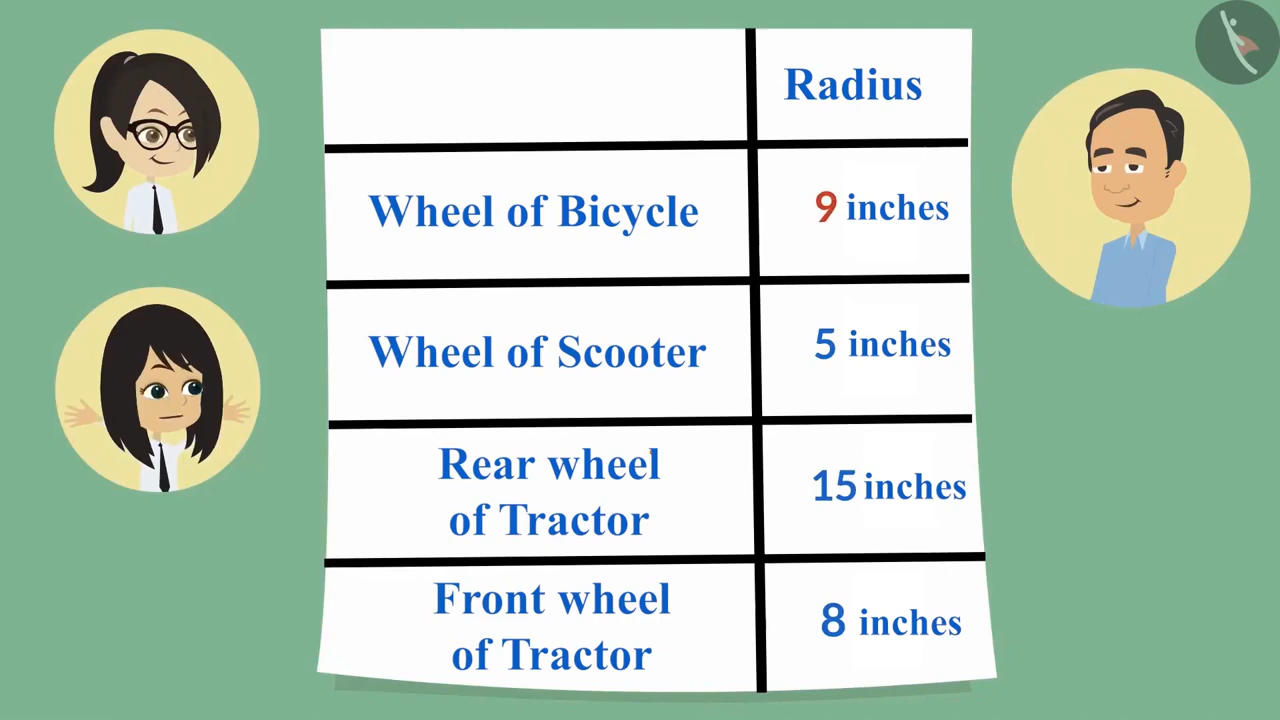 Radius
Wheel of Bicycle 9 inches
Wheel of Scooter 5 inches
Rear wheel
of Tractor 15 inches
Front wheel
of Tractor 8 inches